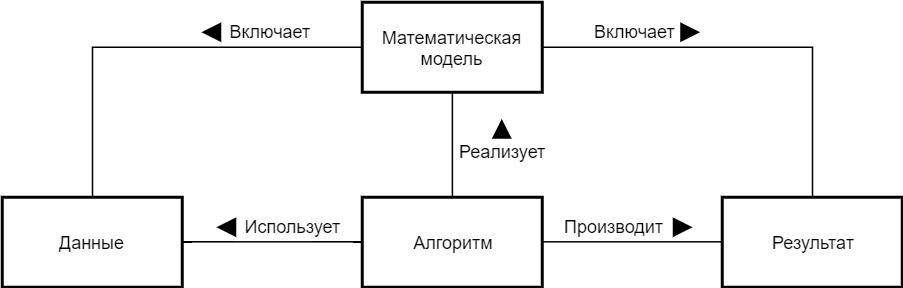 Включает
Математическая
модель
Включает
Реализует
Данные
Использует
Алгоритм
Производит
Результат